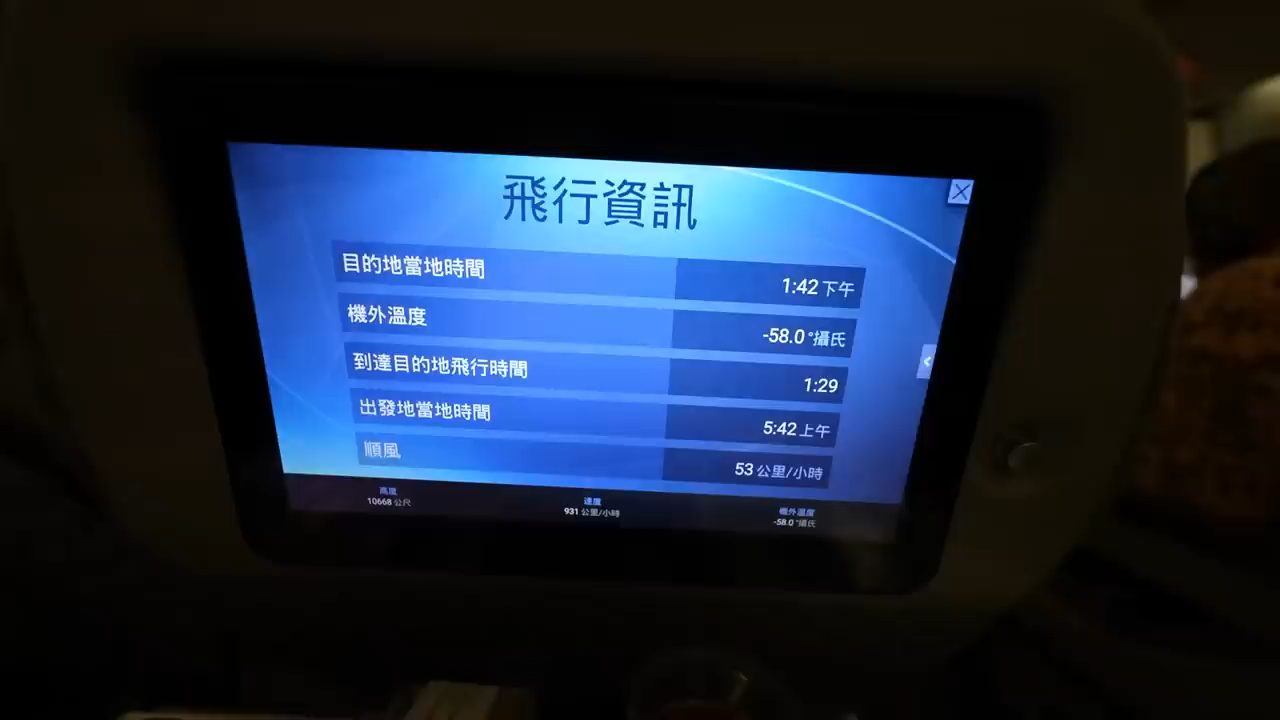 飛行資訊
目的地當地時間 1:42 下午
機外溫度 -58.0 °攝氏
到達目的地飛行時間 1:29
出發地當地時間 5:42 上午
順風 53 公里/小時
高度 速度 機外溫度
10668 公尺 931 公里/小時 -58.0 °攝氏